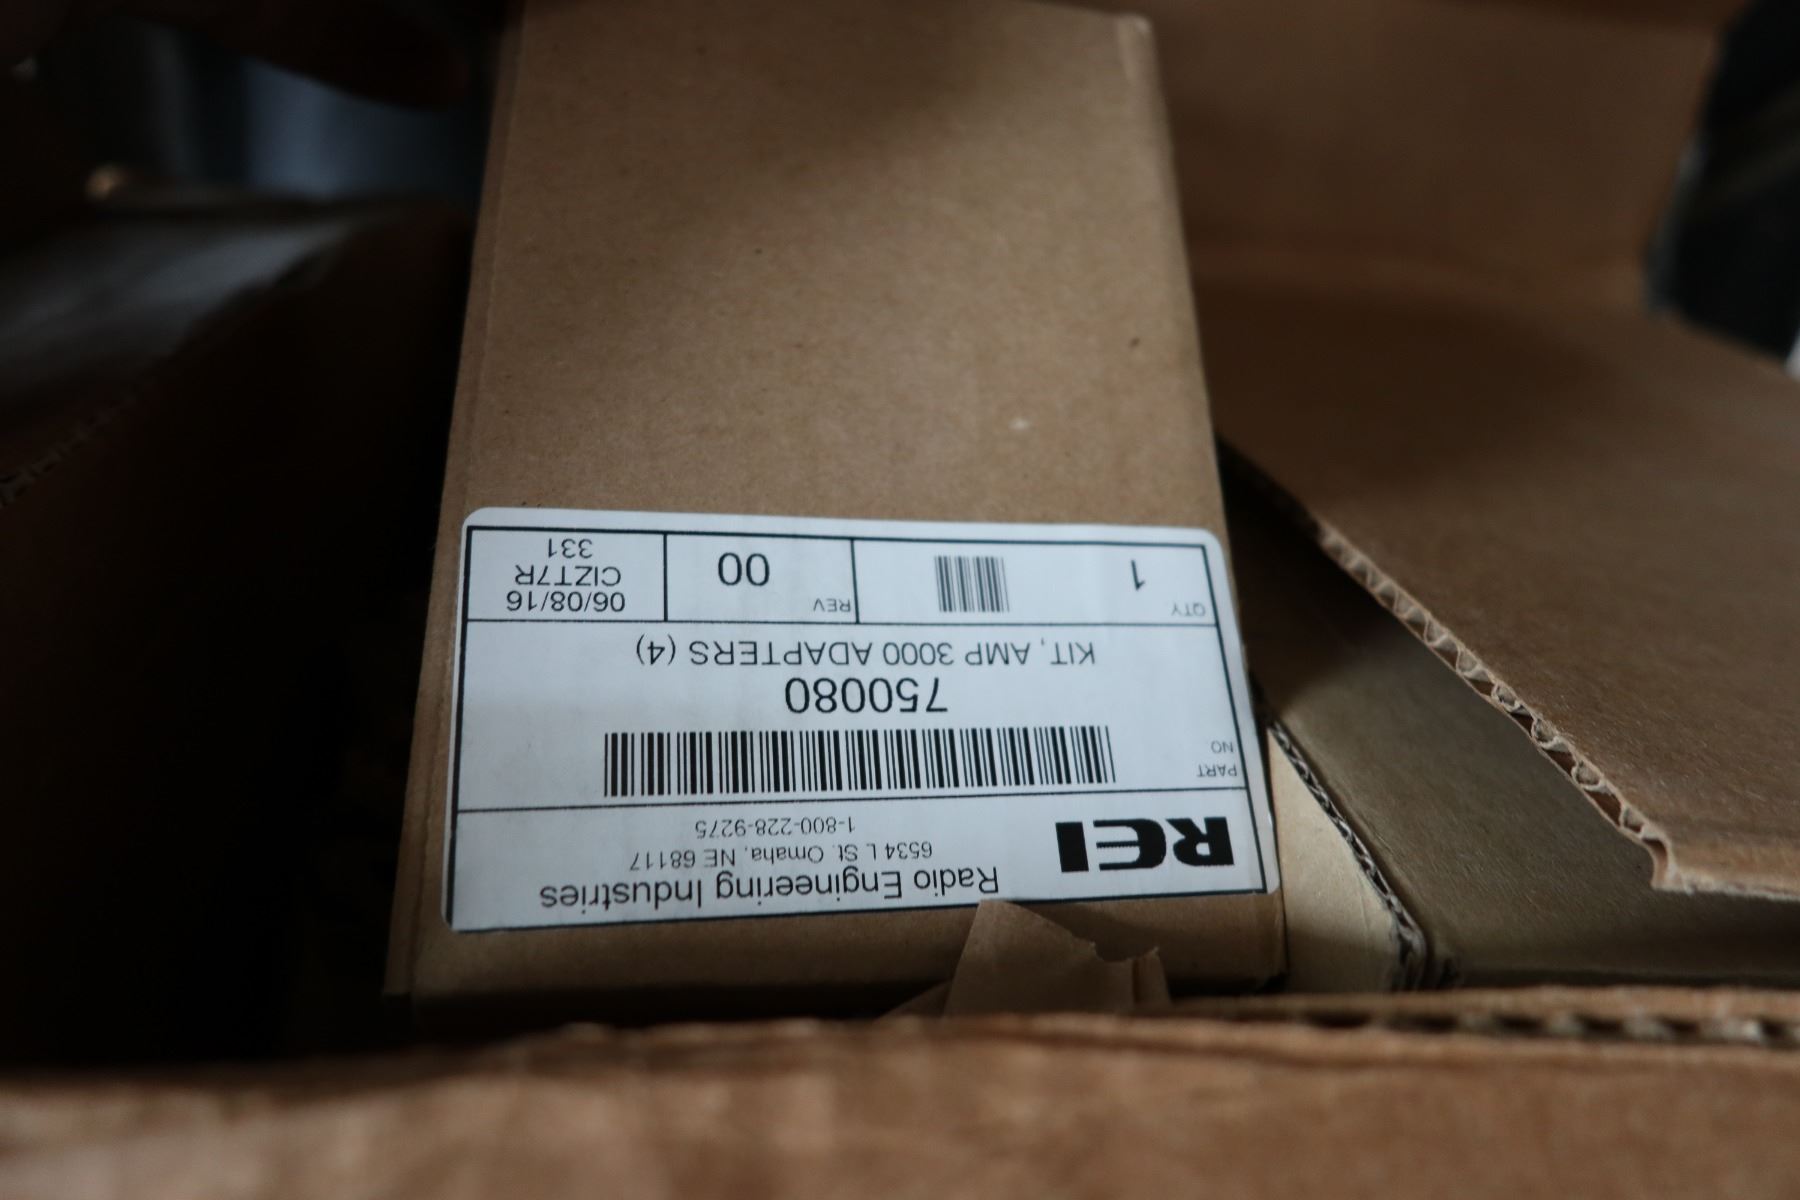 REI
Radio Engineering Industries
6534 L St. Omaha, NE 68117
1-800-228-9275
PART NO
750080
KIT, AMP 3000 ADAPTERS (4)
QTY
1
REV
00
06/08/16
CIZT7R
331